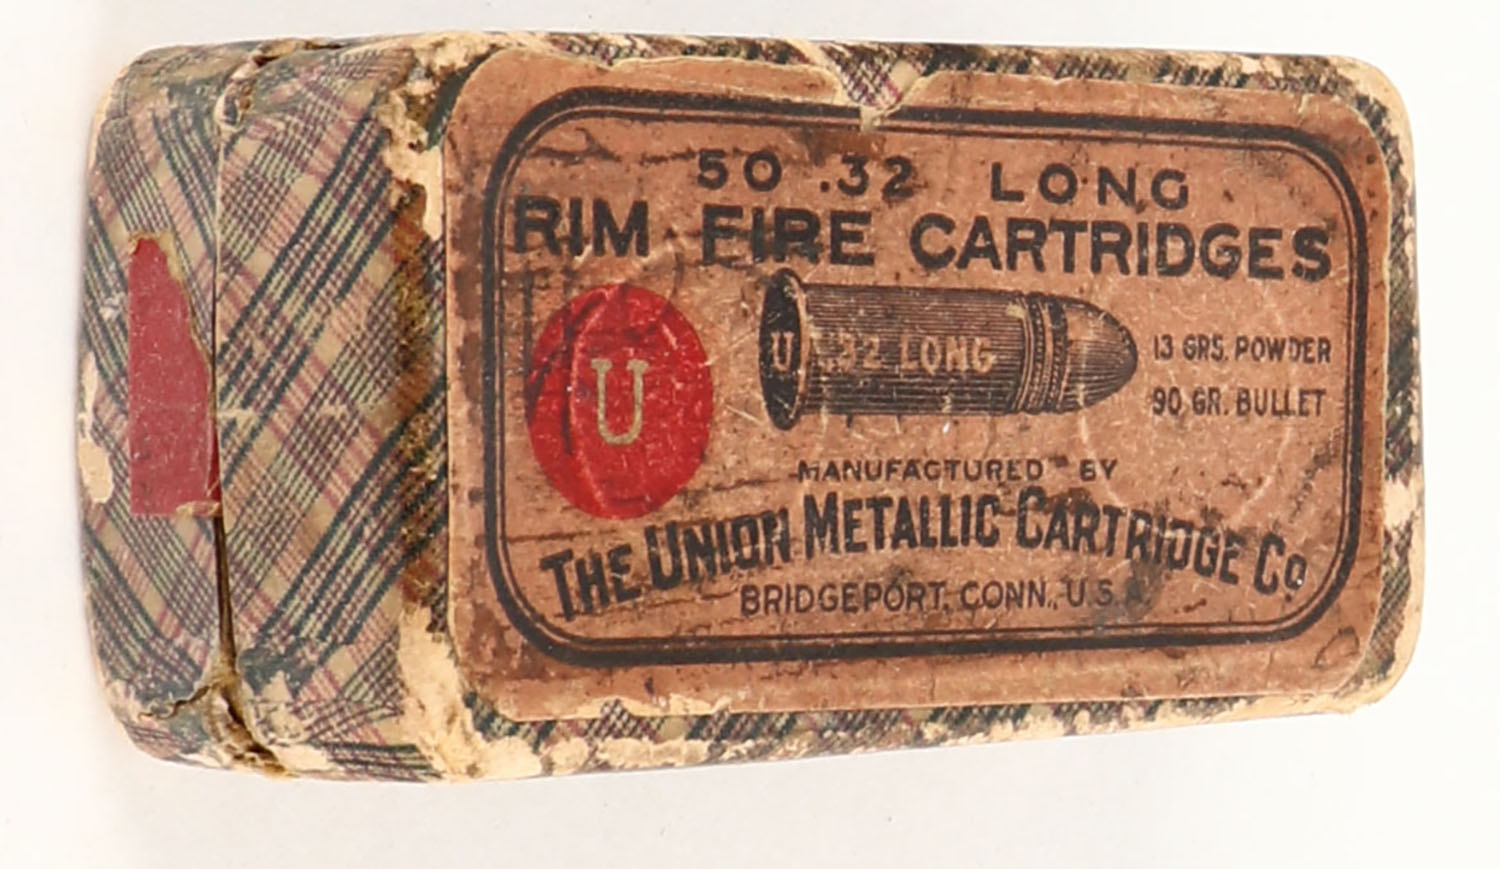 50 .32 LONG
RIM FIRE CARTRIDGES
U
U .32 LONG
13 GRS. POWDER
90 GR. BULLET
MANUFACTURED BY
THE UNION METALLIC CARTRIDGE CO.
BRIDGEPORT, CONN., U.S.A.